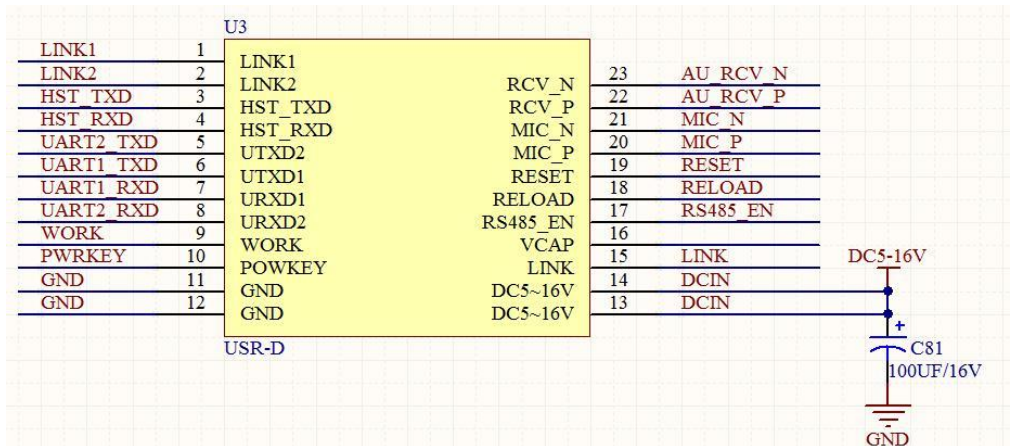 U3
LINK1 1 LINK1
LINK2 2 LINK2 RCV_N 23 AU_RCV_N
HST_TXD 3 HST_TXD RCV_P 22 AU_RCV_P
HST_RXD 4 HST_RXD MIC_N 21 MIC_N
UART2_TXD 5 UTXD2 MIC_P 20 MIC_P
UART1_TXD 6 UTXD1 RESET 19 RESET
UART1_RXD 7 URXD1 RELOAD 18 RELOAD
UART2_RXD 8 URXD2 RS485_EN 17 RS485_EN
WORK 9 WORK VCAP 16
PWRKEY 10 POWKEY LINK 15 LINK DC5-16V
GND 11 GND DC5~16V 14 DCIN
GND 12 GND DC5~16V 13 DCIN
+
USR-D C81
100UF/16V
GND